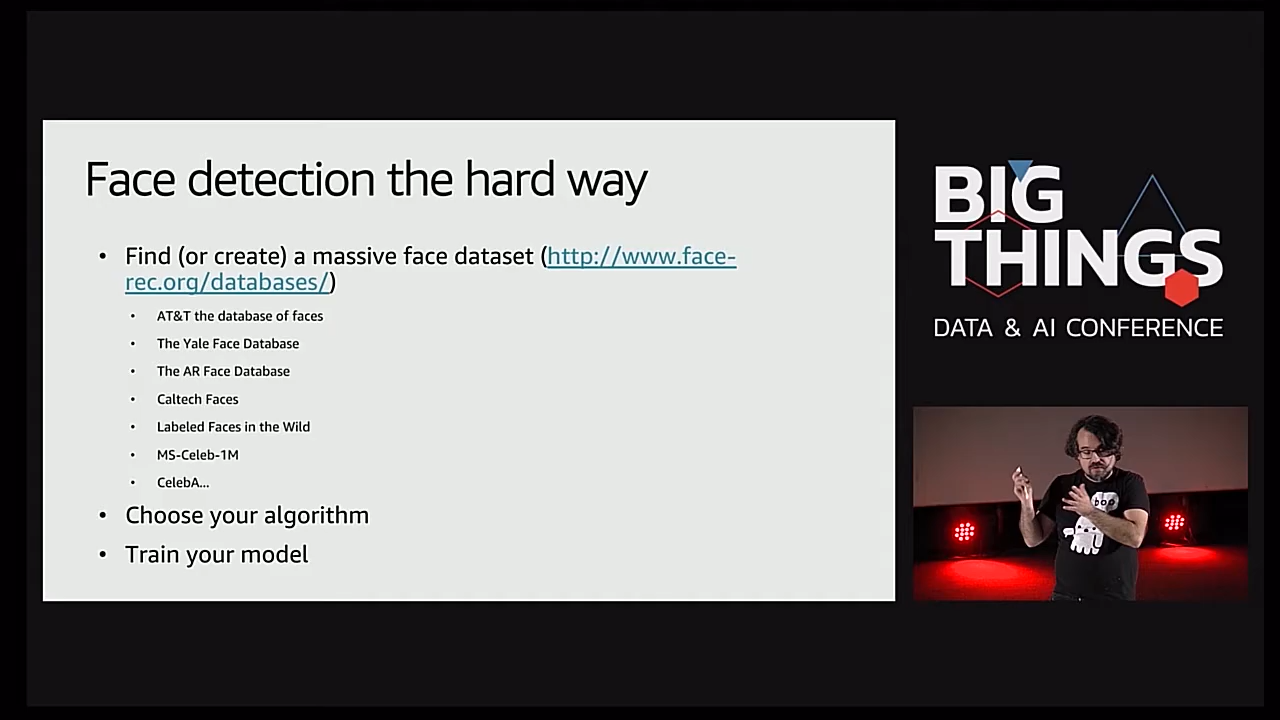 Face detection the hard way
• Find (or create) a massive face dataset (http://www.face-
rec.org/databases/)
• AT&T the database of faces
• The Yale Face Database
• The AR Face Database
• Caltech Faces
• Labeled Faces in the Wild
• MS-Celeb-1M
• CelebA...
• Choose your algorithm
• Train your model
BIG
THINGS
DATA & AI CONFERENCE
boo